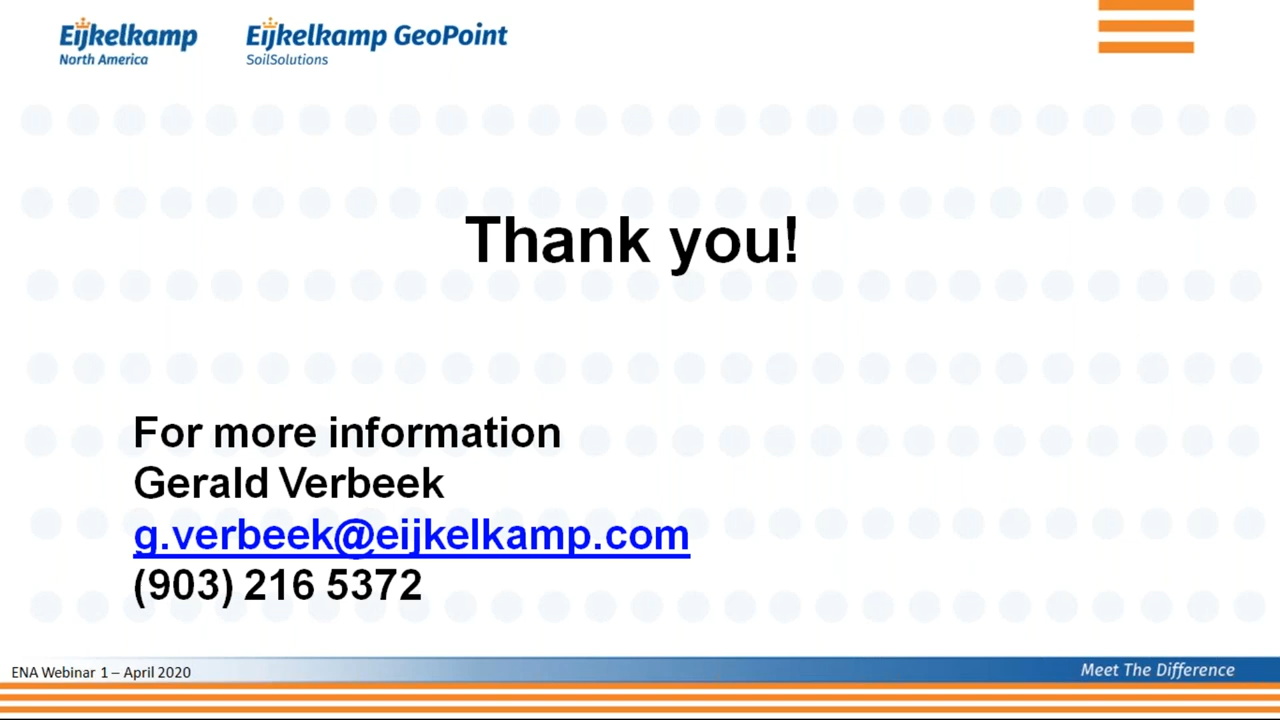 Eijkelkamp
North America
Eijkelkamp GeoPoint
SoilSolutions
Thank you!
For more information
Gerald Verbeek
g.verbeek@eijkelkamp.com
(903) 216 5372
ENA Webinar 1 – April 2020
Meet The Difference